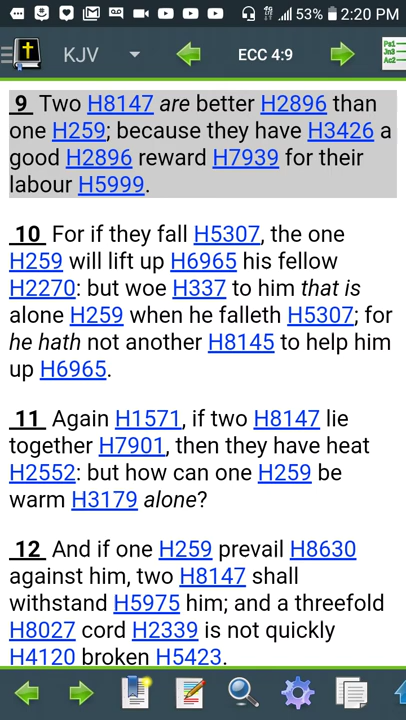 53% 2:20 PM
KJV ECC 4:9
Ps1
Jn3
Ac2
9 Two H8147 are better H2896 than
one H259; because they have H3426 a
good H2896 reward H7939 for their
labour H5999.
10 For if they fall H5307, the one
H259 will lift up H6965 his fellow
H2270: but woe H337 to him that is
alone H259 when he falleth H5307; for
he hath not another H8145 to help him
up H6965.
11 Again H1571, if two H8147 lie
together H7901, then they have heat
H2552: but how can one H259 be
warm H3179 alone?
12 And if one H259 prevail H8630
against him, two H8147 shall
withstand H5975 him; and a threefold
H8027 cord H2339 is not quickly
H4120 broken H5423.